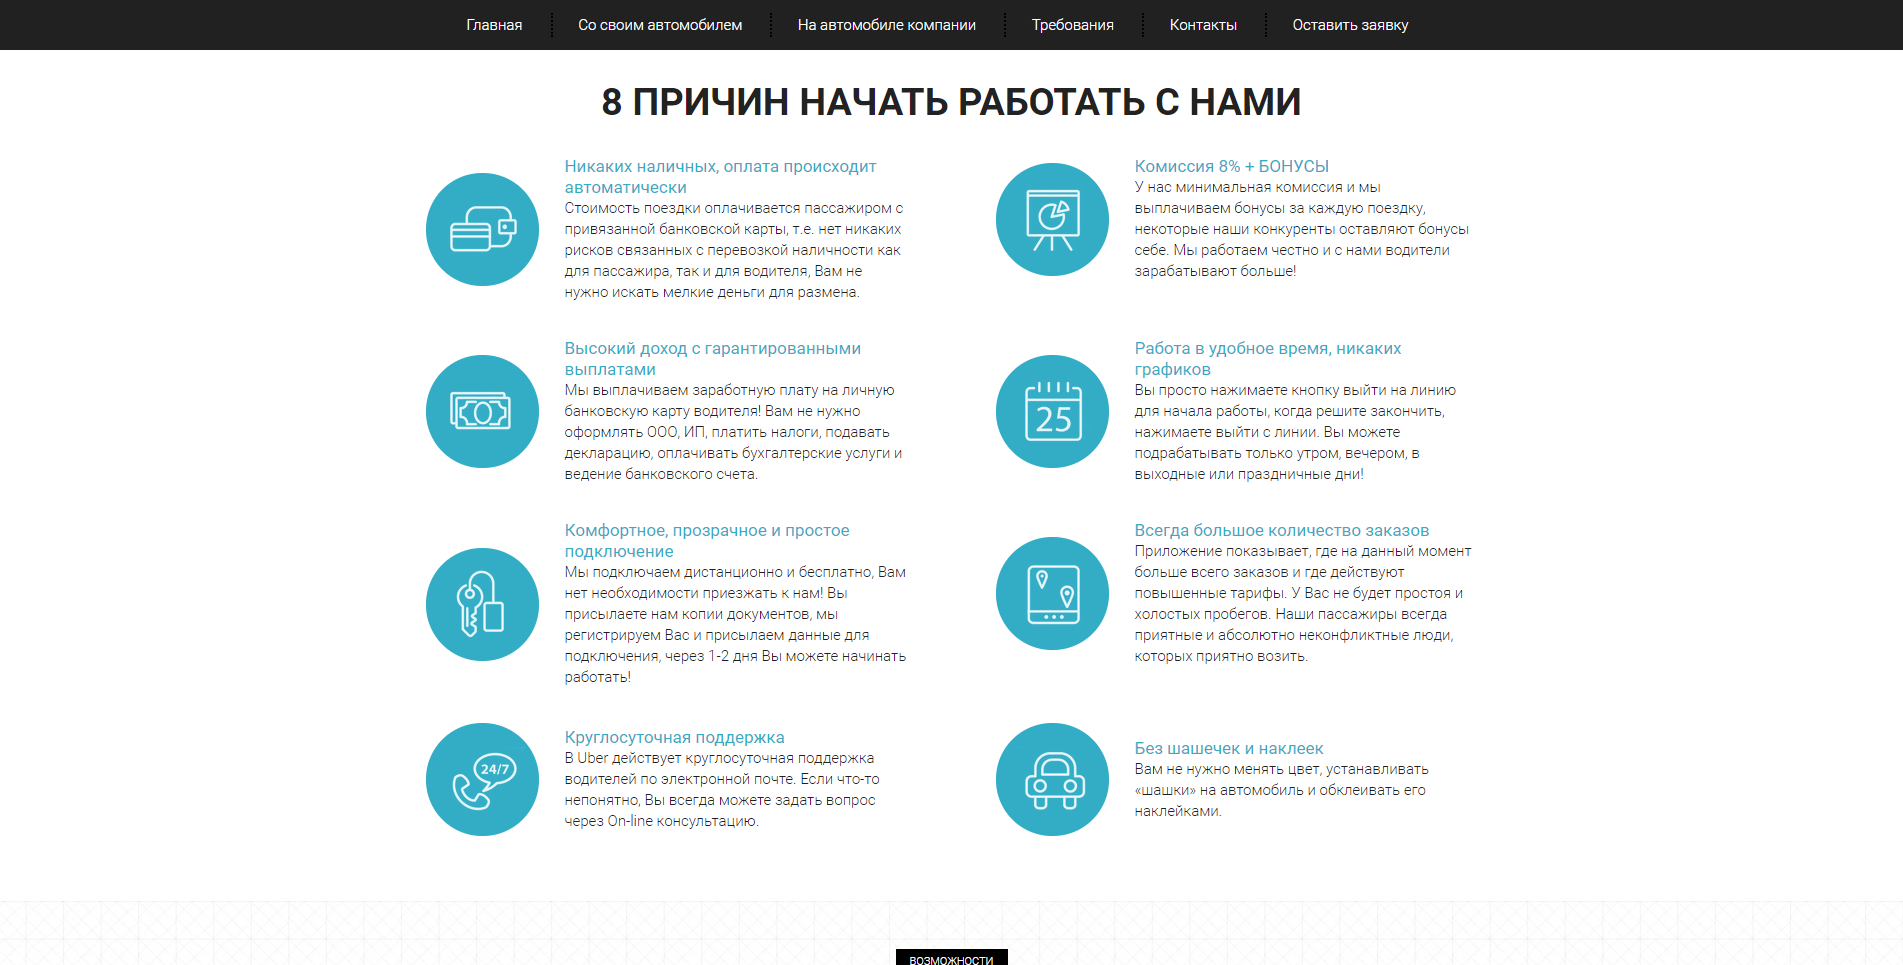 Главная
Со своим автомобилем
На автомобиле компании
Требования
Контакты
Оставить заявку
8 ПРИЧИН НАЧАТЬ РАБОТАТЬ С НАМИ
Никаких наличных, оплата происходит
автоматически
Стоимость поездки оплачивается пассажиром с
привязанной банковской карты, т.е. нет никаких
рисков связанных с перевозкой наличности как
для пассажира, так и для водителя, Вам не
нужно искать мелкие деньги для размена.
Комиссия 8% + БОНУСЫ
У нас минимальная комиссия и мы
выплачиваем бонусы за каждую поездку,
некоторые наши конкуренты оставляют бонусы
себе. Мы работаем честно и с нами водители
зарабатывают больше!
Высокий доход с гарантированными
выплатами
Мы выплачиваем заработную плату на личную
банковскую карту водителя! Вам не нужно
оформлять ООО, ИП, платить налоги, подавать
декларацию, оплачивать бухгалтерские услуги и
ведение банковского счета.
25
Работа в удобное время, никаких
графиков
Вы просто нажимаете кнопку выйти на линию
для начала работы, когда решите закончить,
нажимаете выйти с линии. Вы можете
подрабатывать только утром, вечером, в
выходные или праздничные дни!
Комфортное, прозрачное и простое
подключение
Мы подключаем дистанционно и бесплатно, Вам
нет необходимости приезжать к нам! Вы
присылаете нам копии документов, мы
регистрируем Вас и присылаем данные для
подключения, через 1-2 дня Вы можете начинать
работать!
Всегда большое количество заказов
Приложение показывает, где на данный момент
больше всего заказов и где действуют
повышенные тарифы. У Вас не будет простоя и
холостых пробегов. Наши пассажиры всегда
приятные и абсолютно неконфликтные люди,
которых приятно возить.
24/7
Круглосуточная поддержка
В Uber действует круглосуточная поддержка
водителей по электронной почте. Если что-то
непонятно, Вы всегда можете задать вопрос
через On-line консультацию.
Без шашечек и наклеек
Вам не нужно менять цвет, устанавливать
«шашки» на автомобиль и обклеивать его
наклейками.
ВОЗМОЖНОСТИ